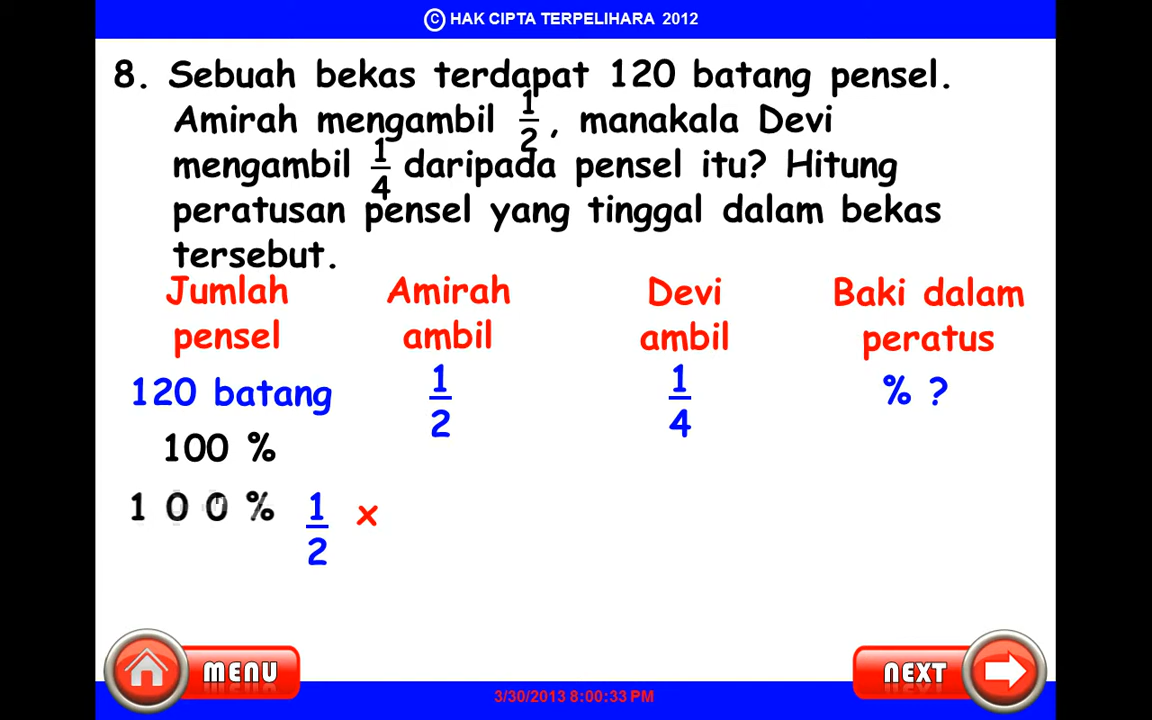 © HAK CIPTA TERPELIHARA 2012
8. Sebuah bekas terdapat 120 batang pensel.
Amirah mengambil 1/2, manakala Devi
mengambil 1/4 daripada pensel itu? Hitung
peratusan pensel yang tinggal dalam bekas
tersebut.
Jumlah pensel
Amirah ambil
Devi ambil
Baki dalam peratus
120 batang 1/2 1/4 % ?
100 %
100% 1/2 x
MENU NEXT
3/30/2013 8:00:33 PM